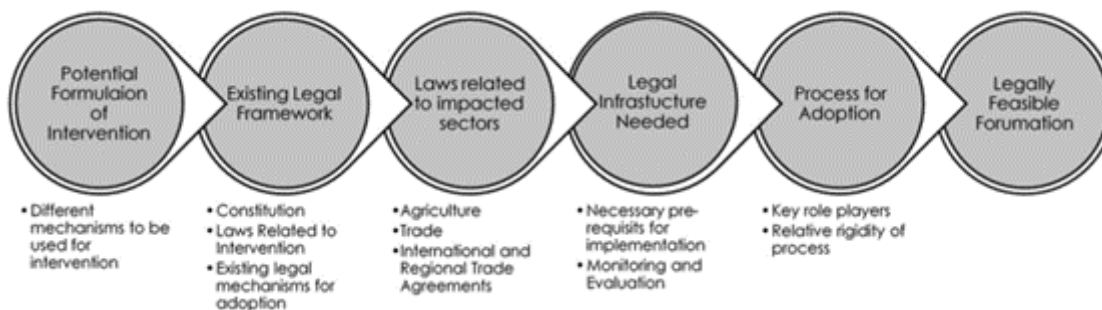 Potential
Formulaion
of
Intervention
Existing Legal
Framework
Laws related
to impacted
sectors
Legal
Infrastucture
Needed
Process for
Adoption
Legally
Feasible
Forumation
• Different
mechanisms to be
used for
intervention
• Constitution
• Laws Related to
Intervention
• Existing legal
mechanisms for
adoption
• Agriculture
• Trade
• International and
Regional Trade
Agreements
• Necessary pre-
requisits for
implementation
• Monitoring and
Evaluation
• Key role players
• Relative rigidity of
process